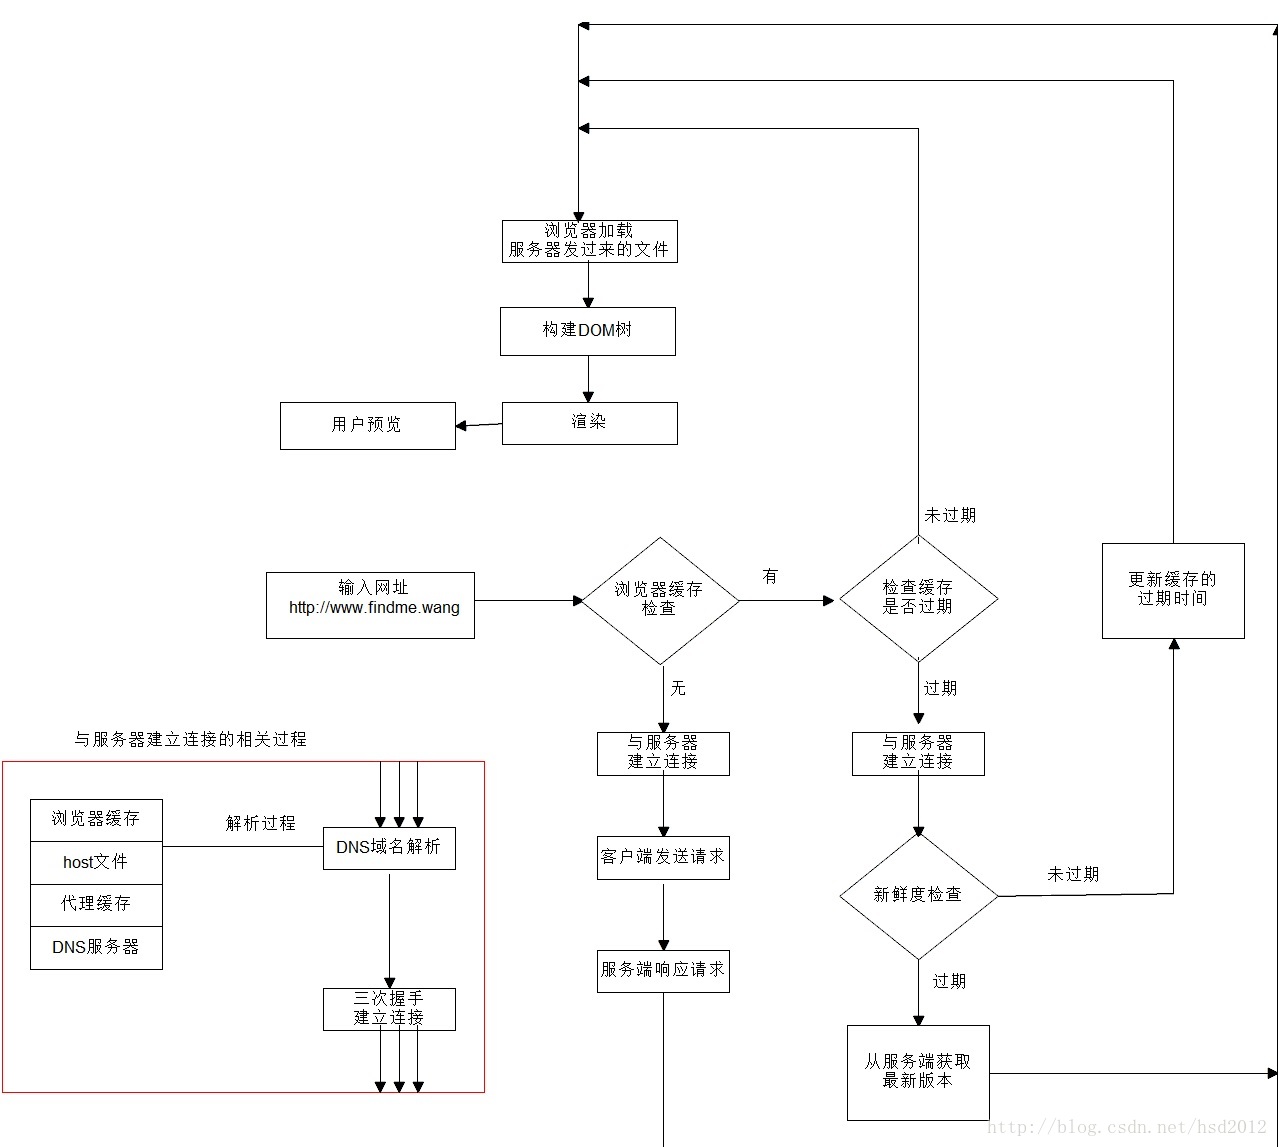 浏览器加载
服务器发过来的文件
构建DOM树
渲染
用户预览
未过期
输入网址
http://www.findme.wang
浏览器缓存
检查
有
检查缓存
是否过期
更新缓存的
过期时间
无
过期
与服务器
建立连接
与服务器
建立连接
与服务器建立连接的相关过程
浏览器缓存
host文件
代理缓存
DNS服务器
解析过程
DNS域名解析
三次握手
建立连接
客户端发送请求
服务端响应请求
新鲜度检查
未过期
过期
从服务端获取
最新版本
http://blog.csdn.net/hsd2012